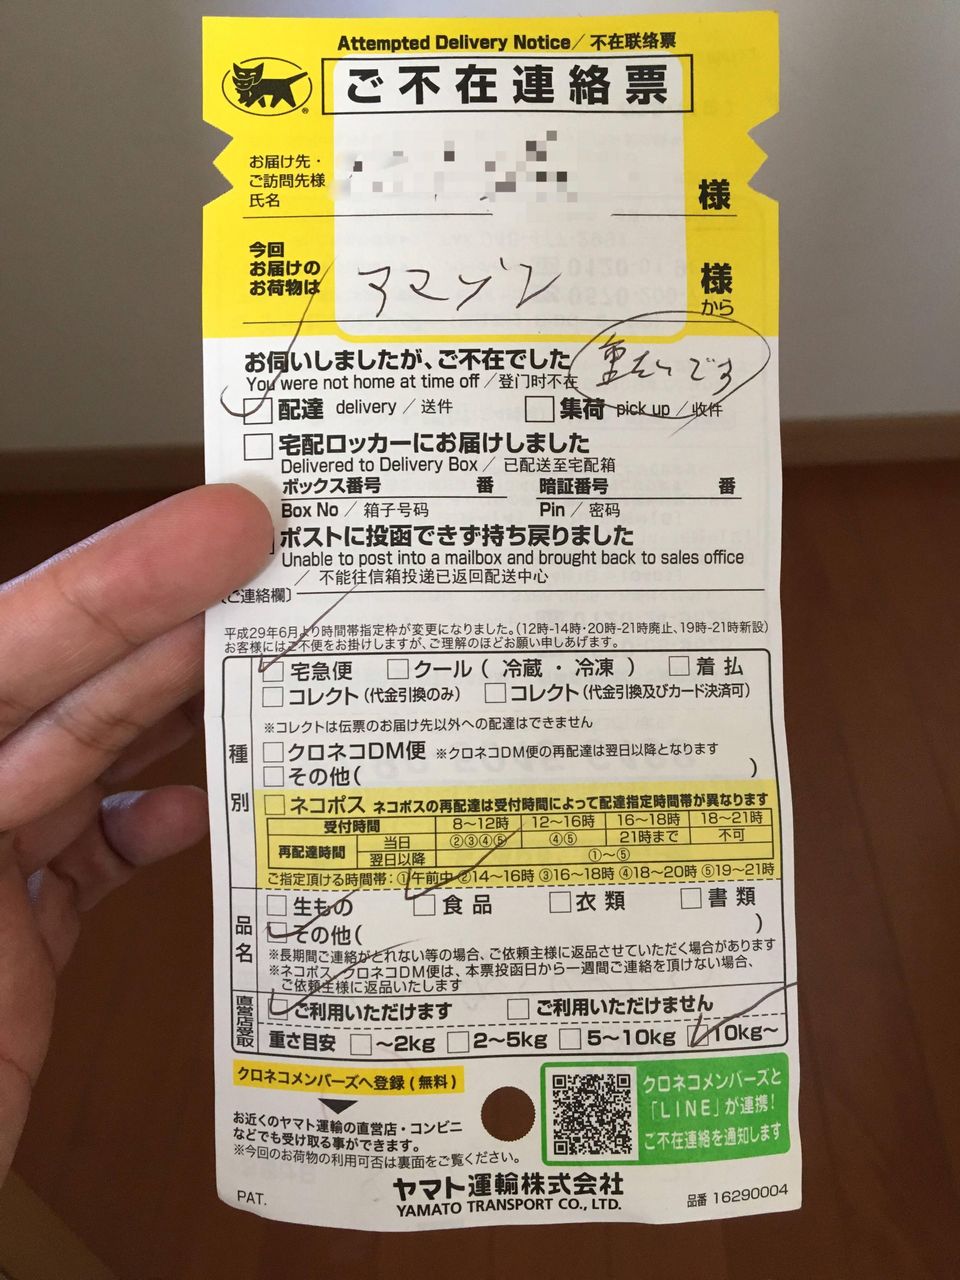 Attempted Delivery Notice／不在联络票
ご不在連絡票
お届け先・
ご訪問先様
氏名
様
今回
お届けの
お荷物は
アマゾン
様
から
お伺いしましたが、ご不在でした
重たいです
You were not home at time off／登门时不在
配達 delivery／送件 集荷 pick up／收件
宅配ロッカーにお届けしました
Delivered to Delivery Box／已配送至宅配箱
ボックス番号 番 暗証番号 番
Box No／箱子号码 Pin／密码
ポストに投函できず持ち戻りました
Unable to post into a mailbox and brought back to sales office
／不能往信箱投递已返回配送中心
ご連絡欄〕
平成29年6月より時間帯指定枠が変更になりました。（12時-14時・20時-21時廃止、19時-21時新設）
お客様にはご不便をお掛けしますが、ご理解のほどお願い申しあげます。
種別
宅急便 クール（ 冷蔵 ・ 冷凍 ） 着払
コレクト（代金引換のみ） コレクト（代金引換及びカード決済可）
※コレクトは伝票のお届け先以外への配達はできません
クロネコDM便 ※クロネコDM便の再配達は翌日以降となります
その他（ ）
ネコポス ネコポスの再配達は受付時間によって配達指定時間帯が異なります
受付時間 8～12時 12～16時 16～18時 18～21時
再配達時間 当日 ②③④⑤ ④⑤ 21時まで 不可
翌日以降 ①～⑤
ご指定頂ける時間帯：①午前中 ②14～16時 ③16～18時 ④18～20時 ⑤19～21時
品名
生もの 食品 衣類 書類
その他（ ）
※長期間ご連絡がとれない等の場合、ご依頼主様に返品させていただく場合があります
※ネコポス、クロネコDM便は、本票投函日から一週間ご連絡を頂けない場合、
ご依頼主様に返品いたします
直営店受取
ご利用いただけます ご利用いただけません
重さ目安 ～2kg 2～5kg 5～10kg 10kg～
クロネコメンバーズへ登録（無料）
お近くのヤマト運輸の直営店・コンビニ
などでも受け取る事ができます。
※今回のお荷物の利用可否は裏面をご覧ください。
クロネコメンバーズと
「LINE」が連携！
ご不在連絡を通知します
PAT.
ヤマト運輸株式会社
YAMATO TRANSPORT CO., LTD.
品番 16290004